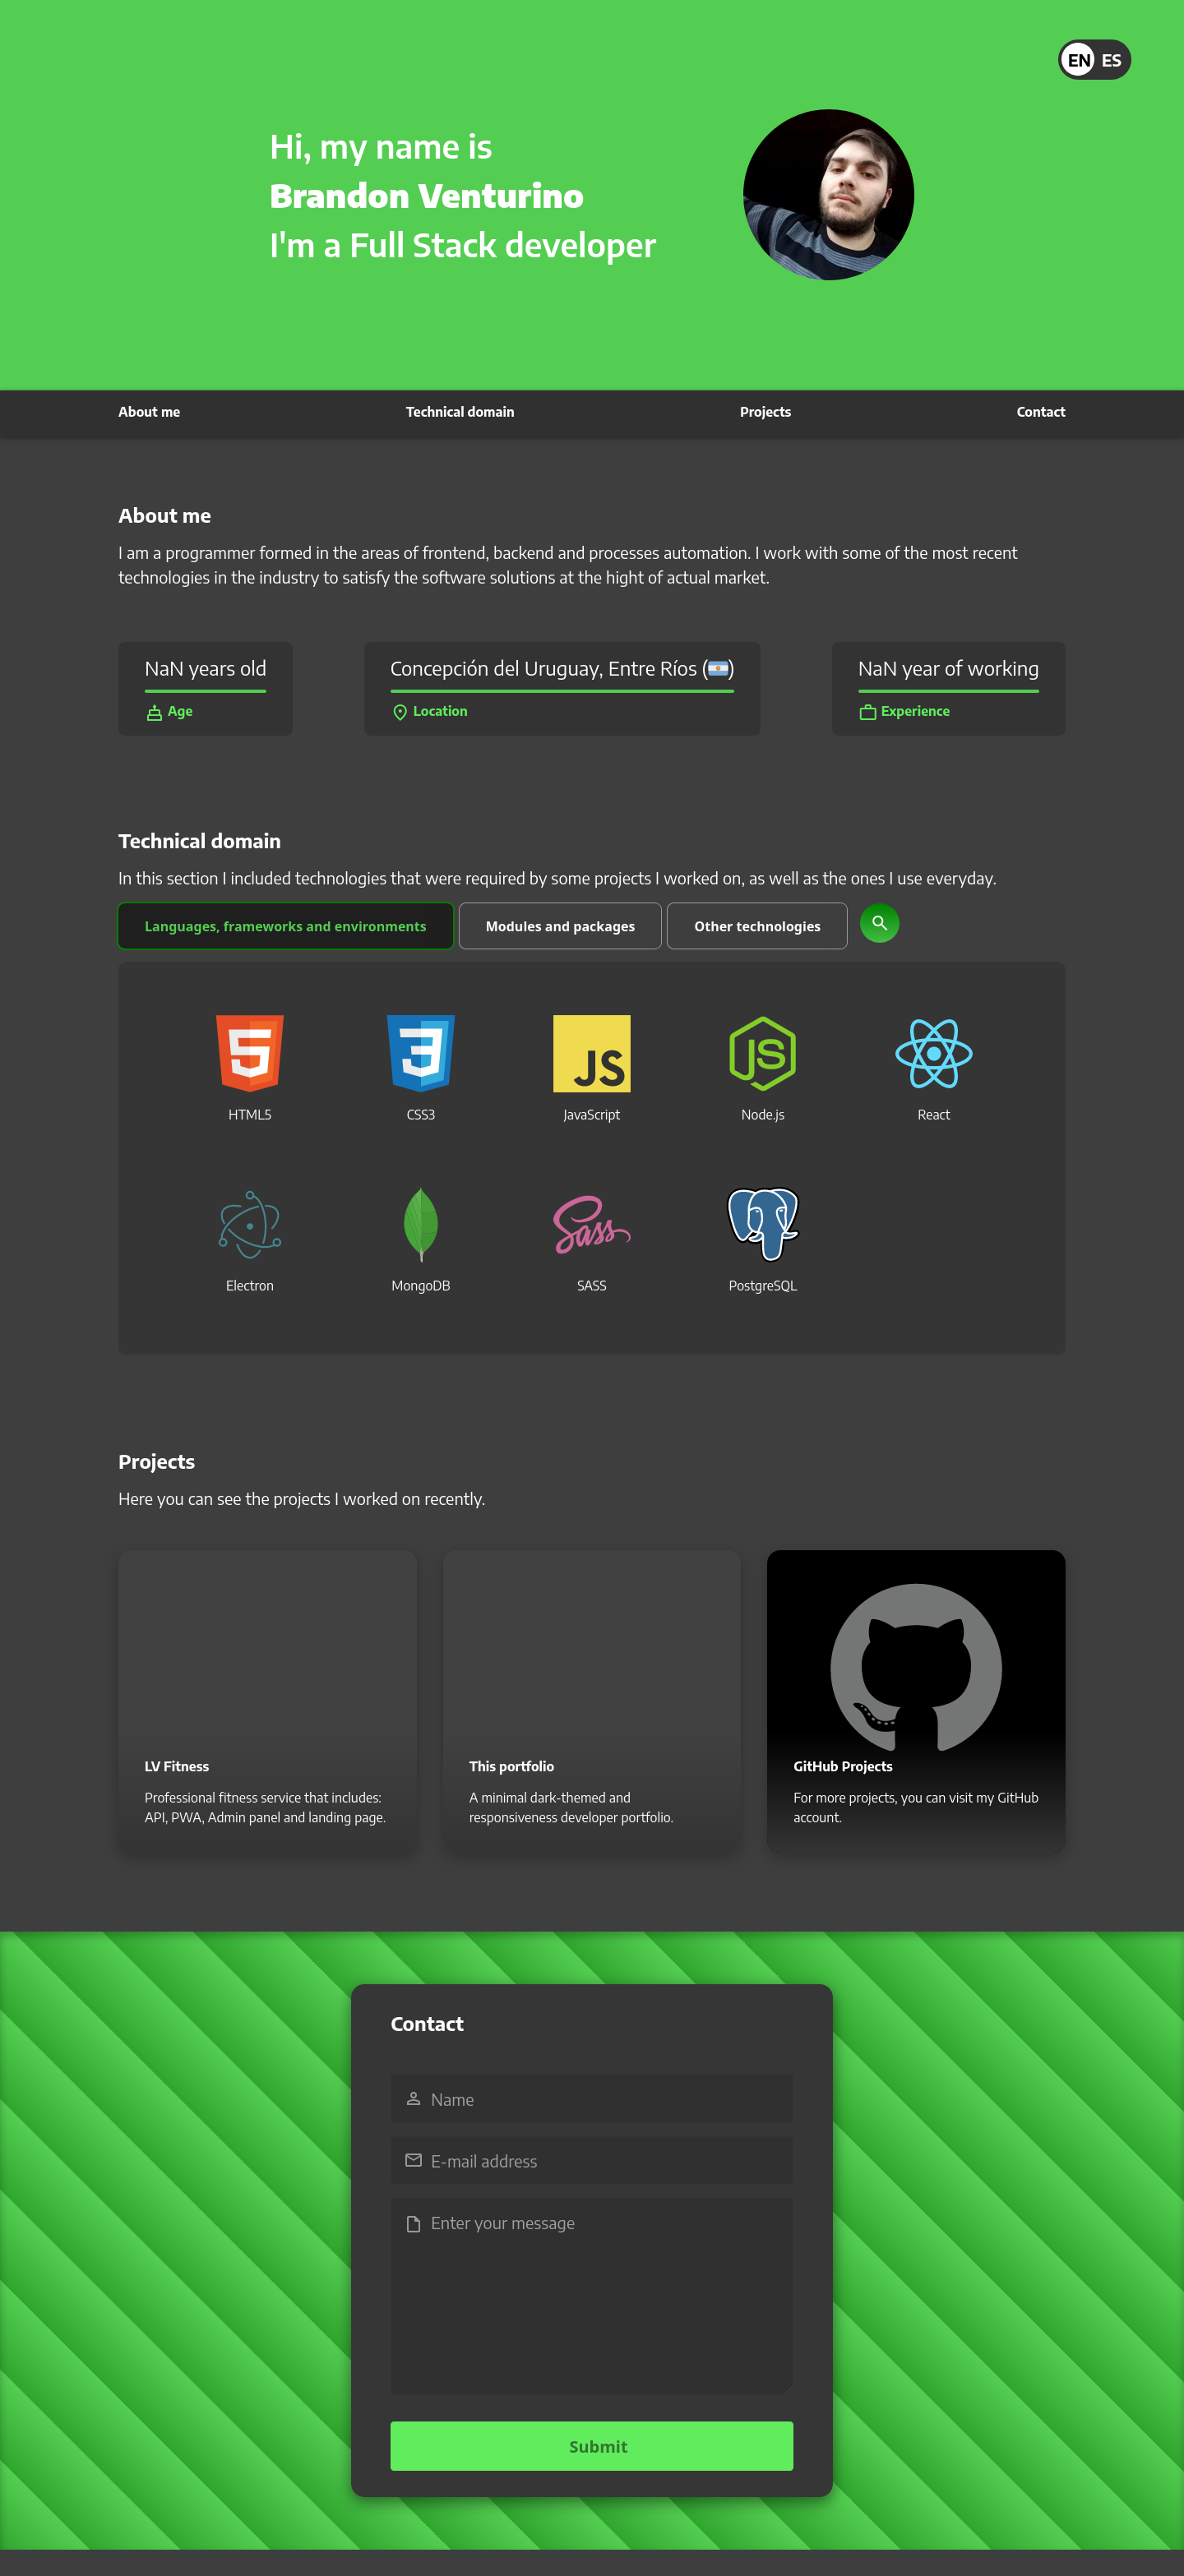 EN ES
Hi, my name is
Brandon Venturino
I'm a Full Stack developer
About me Technical domain Projects Contact
About me
I am a programmer formed in the areas of frontend, backend and processes automation. I work with some of the most recent
technologies in the industry to satisfy the software solutions at the hight of actual market.
NaN years old
Age
Concepción del Uruguay, Entre Ríos (🇦🇷)
Location
NaN year of working
Experience
Technical domain
In this section I included technologies that were required by some projects I worked on, as well as the ones I use everyday.
Languages, frameworks and environments Modules and packages Other technologies
5 3 JS JS
HTML5 CSS3 JavaScript Node.js React
Sass
Electron MongoDB SASS PostgreSQL
Projects
Here you can see the projects I worked on recently.
LV Fitness
Professional fitness service that includes:
API, PWA, Admin panel and landing page.
This portfolio
A minimal dark-themed and
responsiveness developer portfolio.
GitHub Projects
For more projects, you can visit my GitHub
account.
Contact
Name
E-mail address
Enter your message
Submit